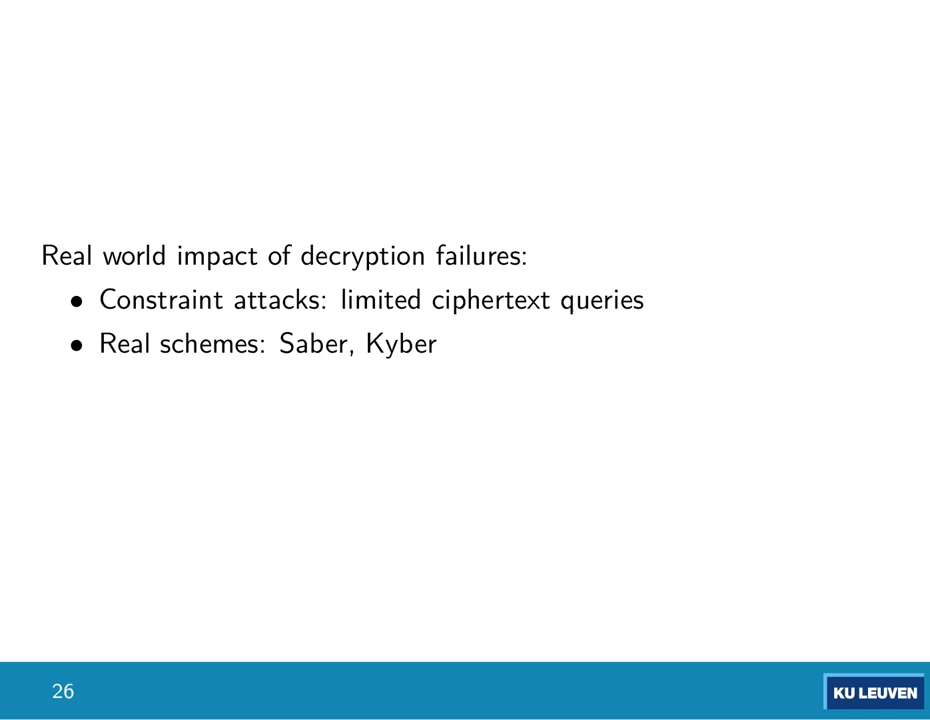 Real world impact of decryption failures:
• Constraint attacks: limited ciphertext queries
• Real schemes: Saber, Kyber
26
KU LEUVEN